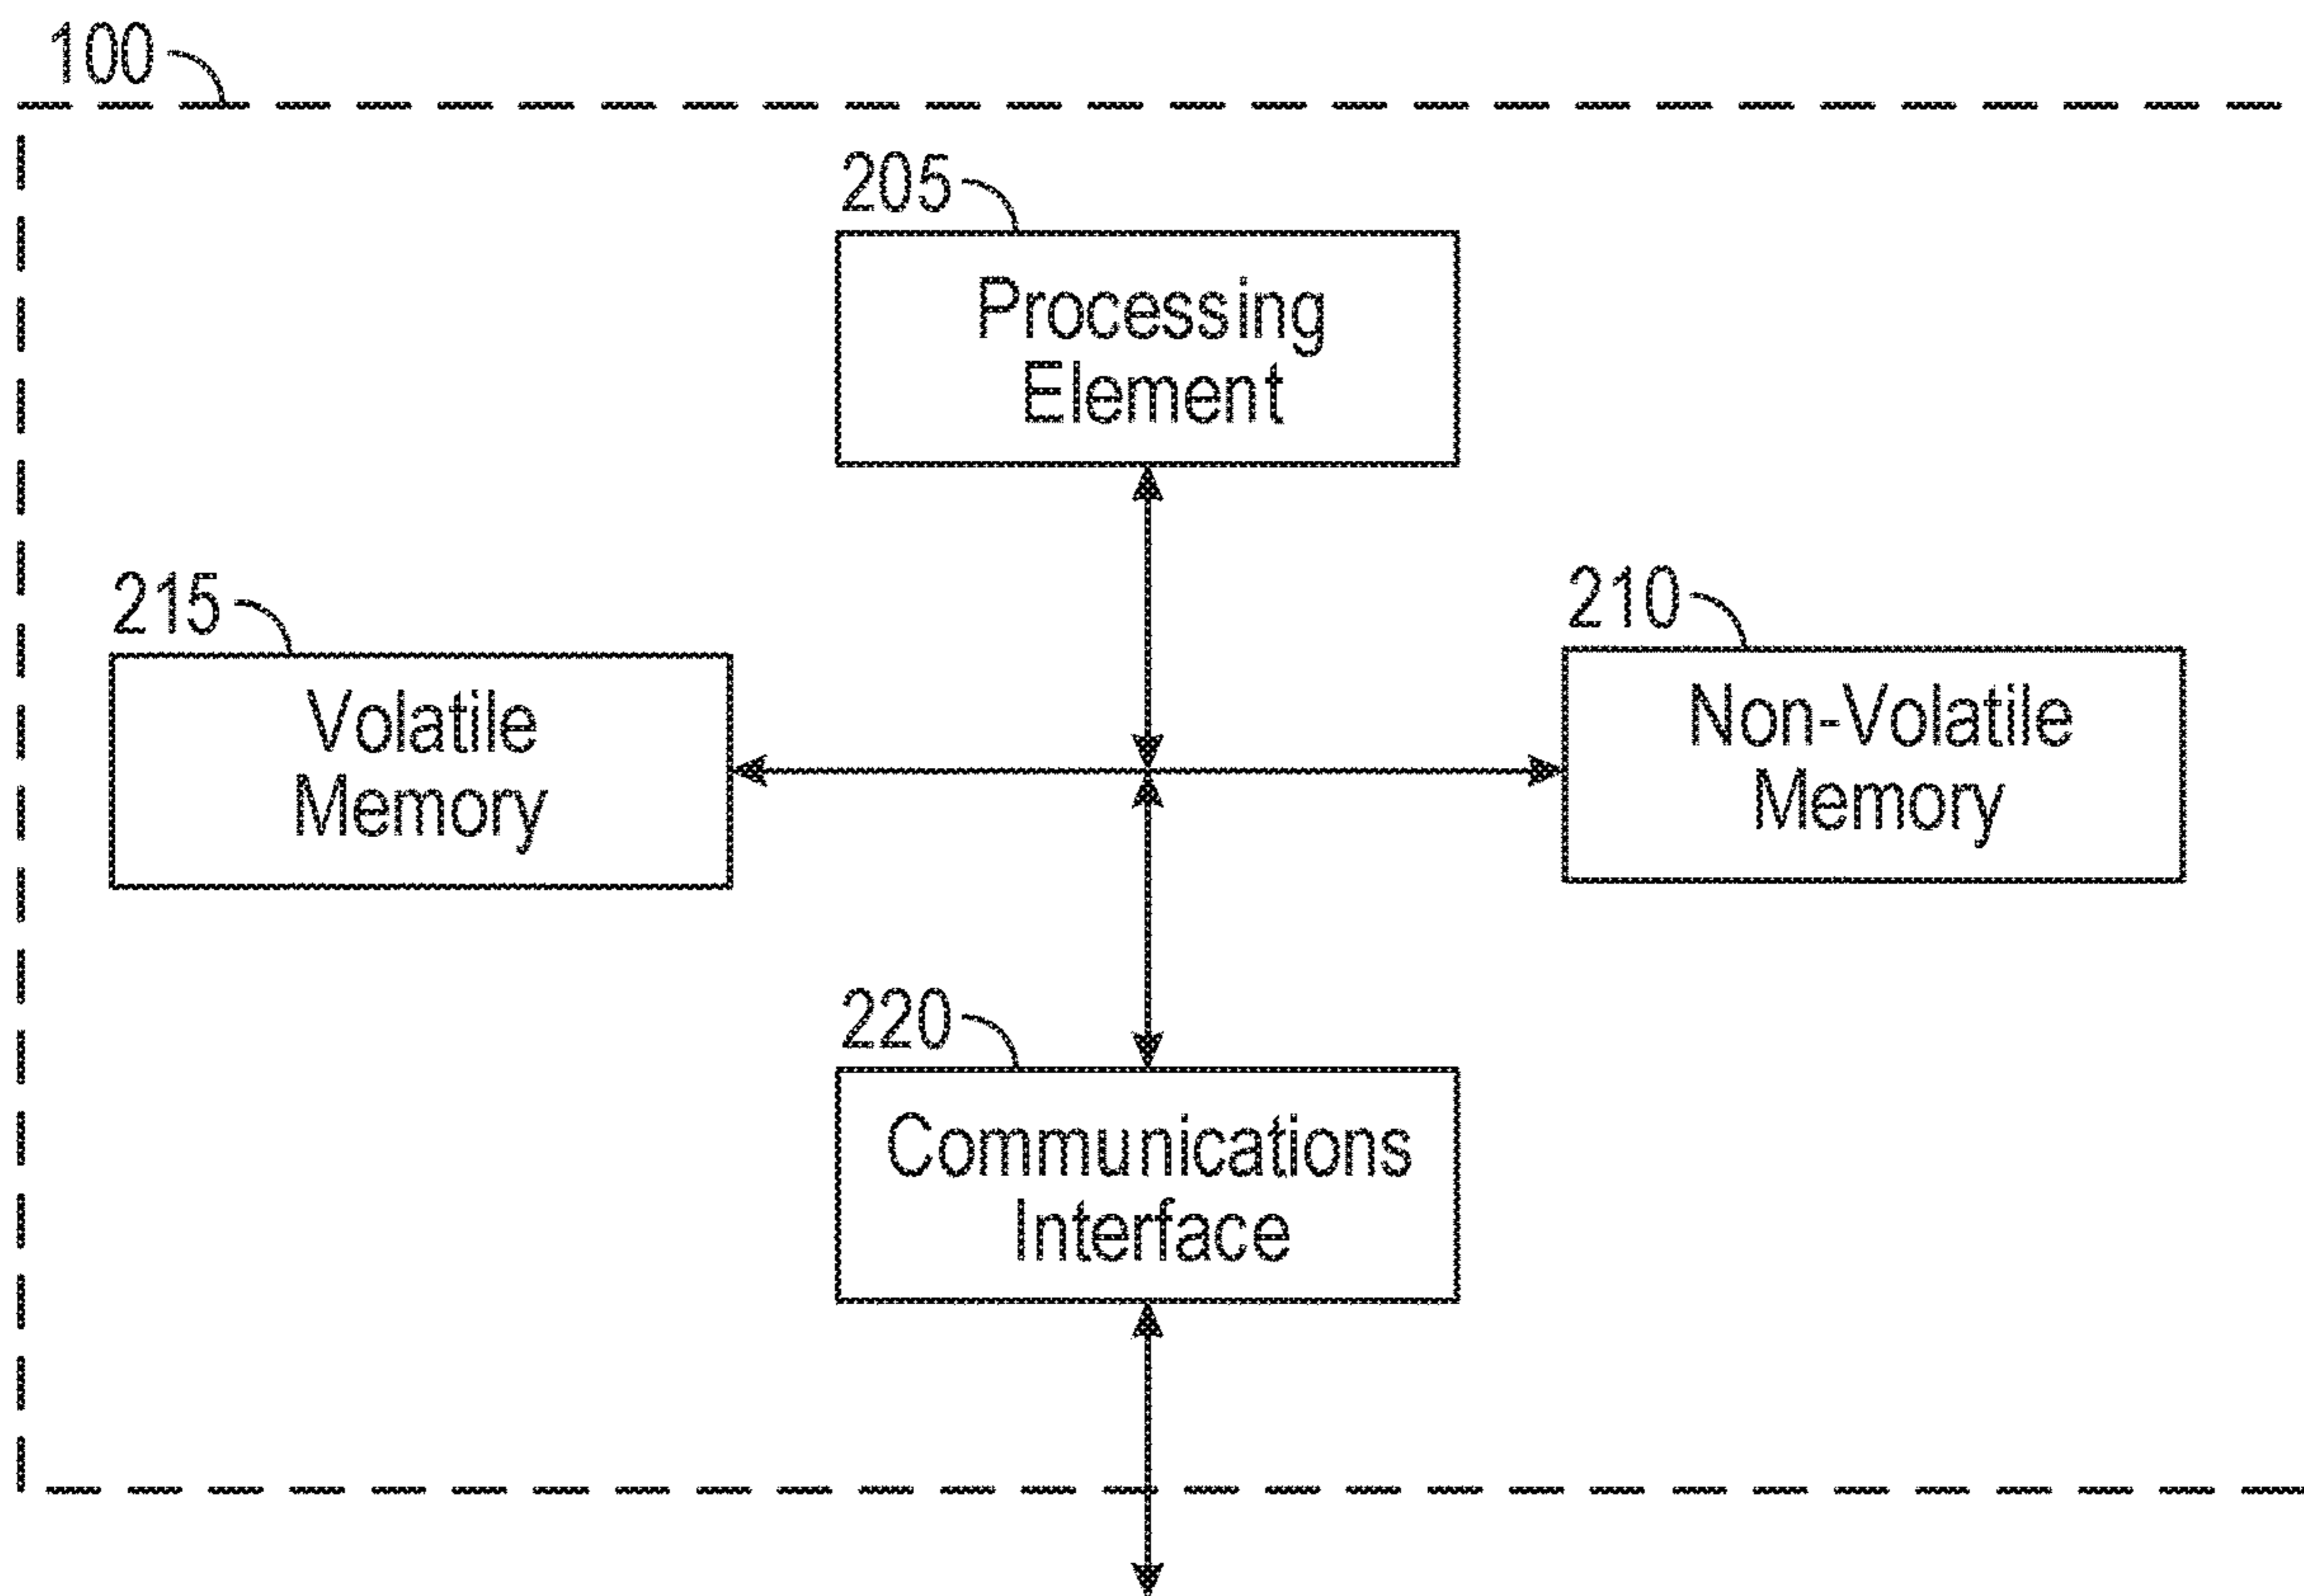 100
205
Processing
Element
215
Volatile
Memory
210
Non-Volatile
Memory
220
Communications
Interface